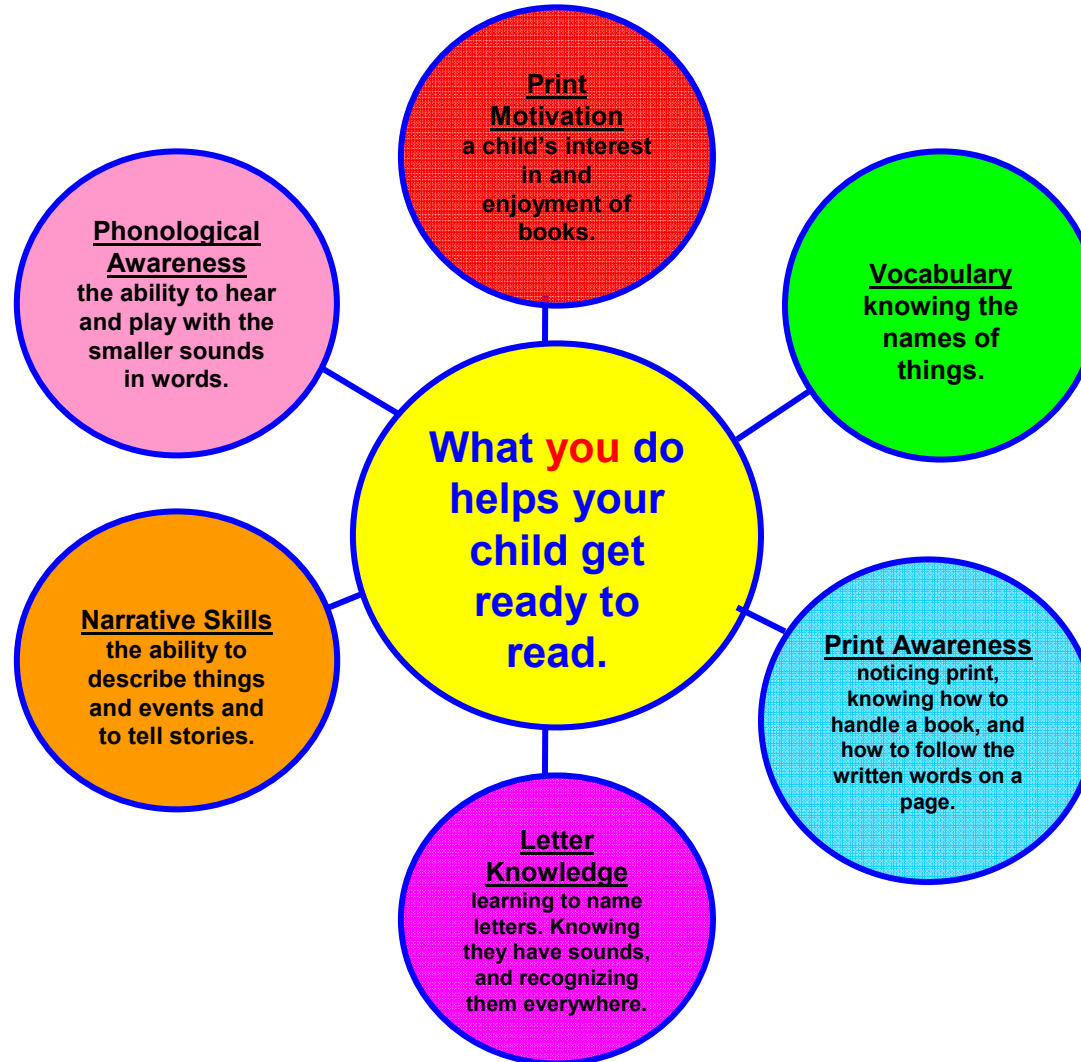 Print
Motivation
a child's interest
in and
enjoyment of
books.
Phonological
Awareness
the ability to hear
and play with the
smaller sounds
in words.
Vocabulary
knowing the
names of
things.
What you do
helps your
child get
ready to
read.
Narrative Skills
the ability to
describe things
and events and
to tell stories.
Print Awareness
noticing print,
knowing how to
handle a book, and
how to follow the
written words on a
page.
Letter
Knowledge
learning to name
letters. Knowing
they have sounds,
and recognizing
them everywhere.